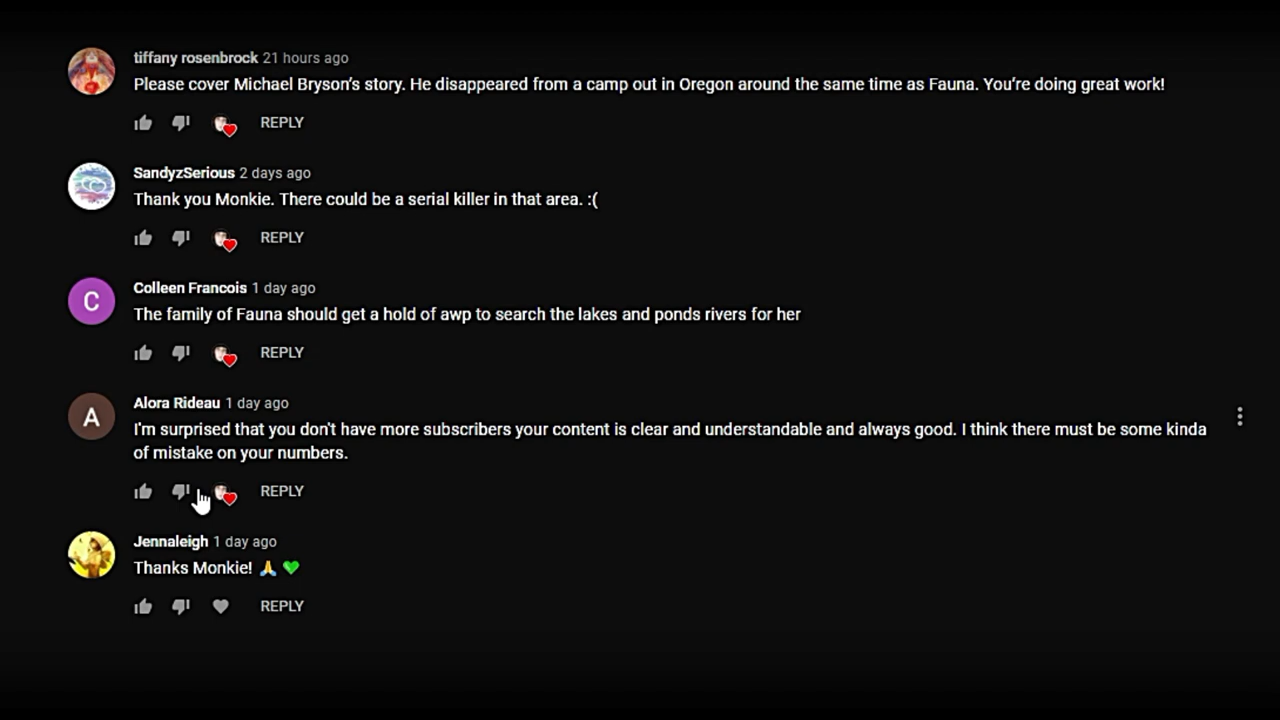 tiffany rosenbrock 21 hours ago
Please cover Michael Bryson's story. He disappeared from a camp out in Oregon around the same time as Fauna. You're doing great work!
REPLY
SandyzSerious 2 days ago
Thank you Monkie. There could be a serial killer in that area. :(
REPLY
C
Colleen Francois 1 day ago
The family of Fauna should get a hold of awp to search the lakes and ponds rivers for her
REPLY
A
Alora Rideau 1 day ago
I'm surprised that you don't have more subscribers your content is clear and understandable and always good. I think there must be some kinda
of mistake on your numbers.
REPLY
Jennaleigh 1 day ago
Thanks Monkie! 🙏 💚
REPLY